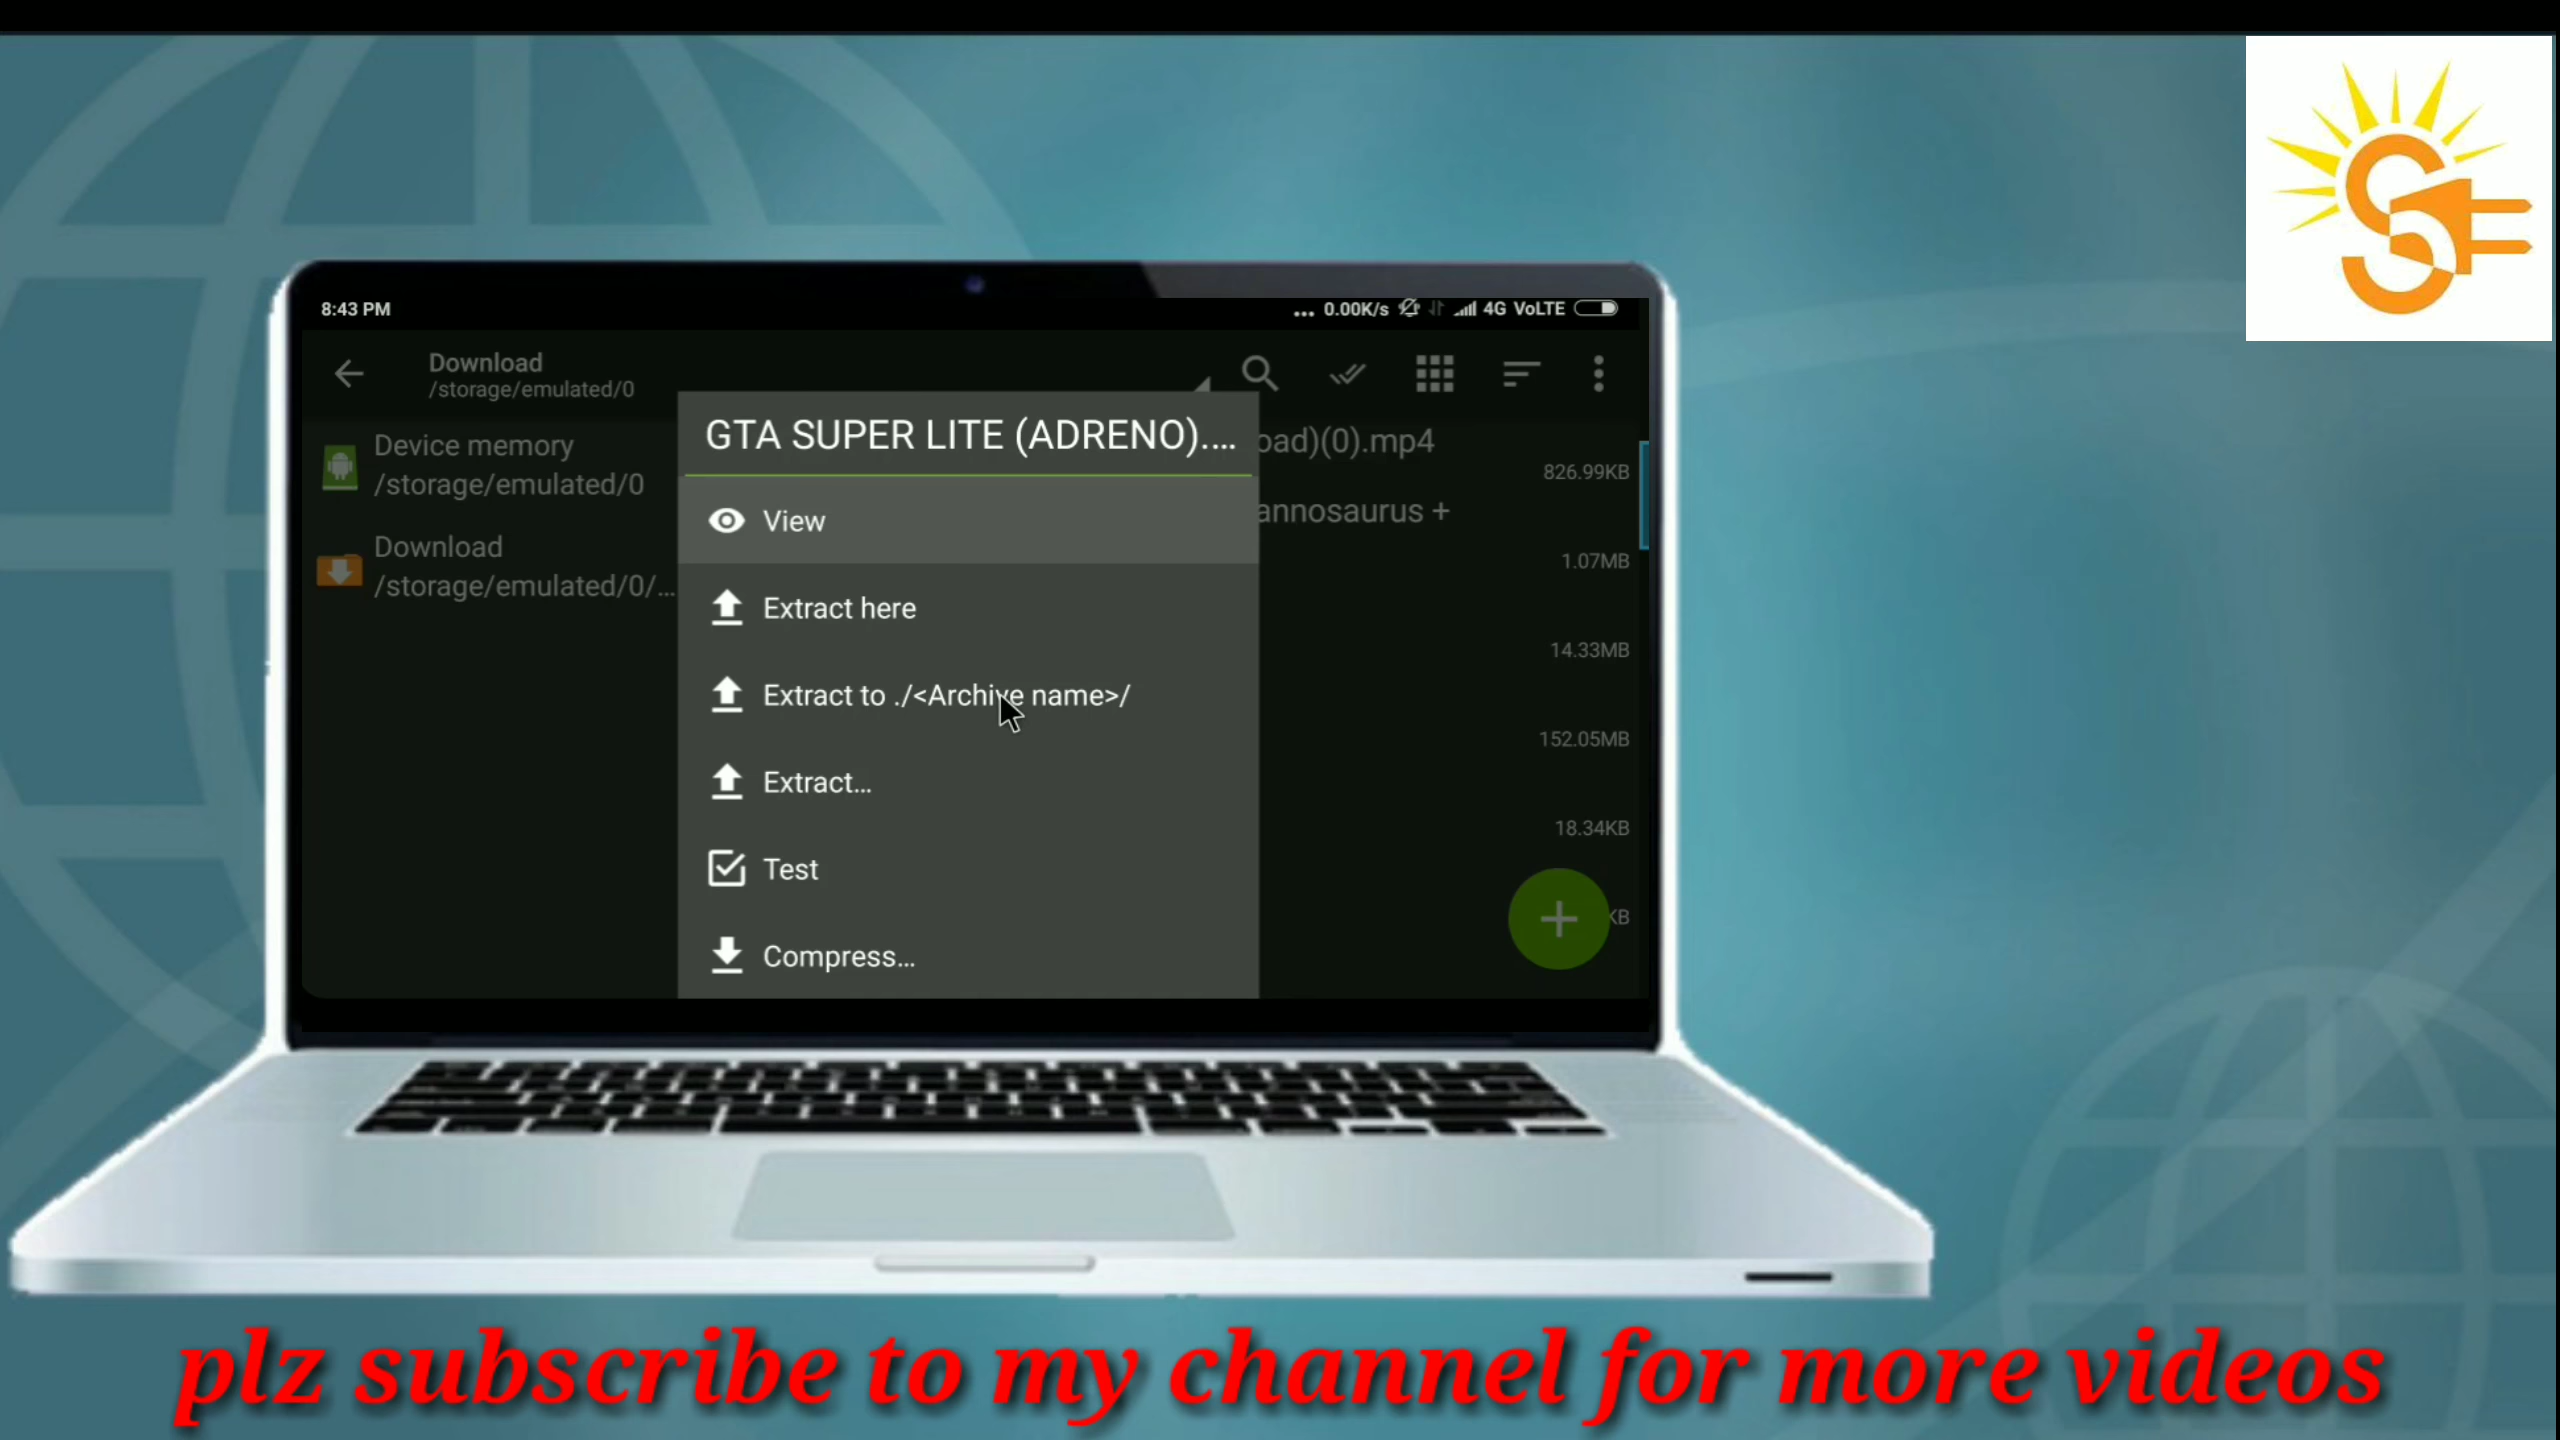 8:43 PM
... 0.00K/s 4G VoLTE
Download
/storage/emulated/0
Device memory
/storage/emulated/0
Download
/storage/emulated/0/...
GTA SUPER LITE (ADRENO)....
View
Extract here
Extract to ./<Archive name>/
Extract...
Test
Compress...
oad)(0).mp4
826.99KB
annosaurus +
1.07MB
14.33MB
152.05MB
18.34KB
KB
plz subscribe to my channel for more videos